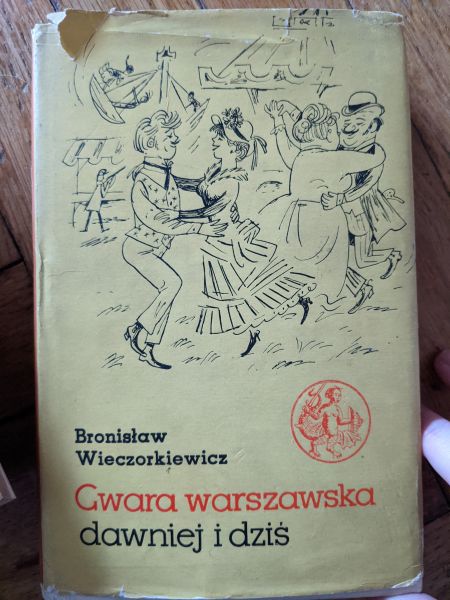 Bronisław
Wieczorkiewicz
Gwara warszawska
dawniej i dziś